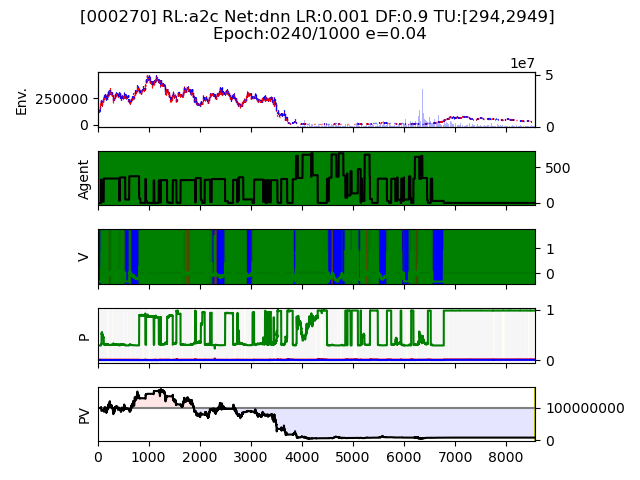 [000270] RL:a2c Net:dnn LR:0.001 DF:0.9 TU:[294,2949]
Epoch:0240/1000 e=0.04
1e7
Env.
250000
0
5
0
Agent
500
0
V
1
0
P
1
0
PV
100000000
0
0 1000 2000 3000 4000 5000 6000 7000 8000